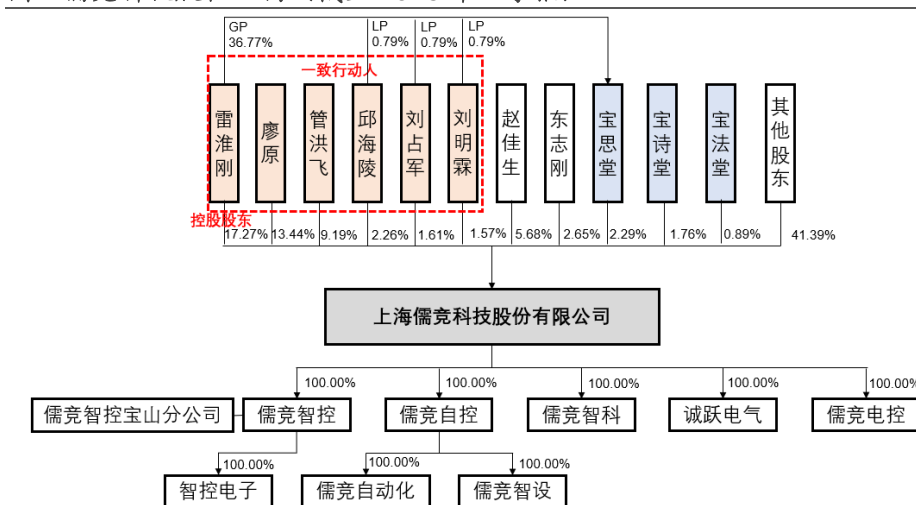 GP LP LP LP
36.77% 0.79% 0.79% 0.79%
一致行动人
雷淮刚
廖原
管洪飞
邱海陵
刘占军
刘明霖
赵佳生
东志刚
宝思堂
宝诗堂
宝法堂
其他股东
控股股东
17.27% 13.44% 9.19% 2.26% 1.61% 1.57% 5.68% 2.65% 2.29% 1.76% 0.89% 41.39%
上海儒竞科技股份有限公司
100.00% 100.00% 100.00% 100.00% 100.00%
儒竞智控宝山分公司 儒竞智控 儒竞自控 儒竞智科 诚跃电气 儒竞电控
100.00% 100.00% 100.00%
智控电子 儒竞自动化 儒竞智设